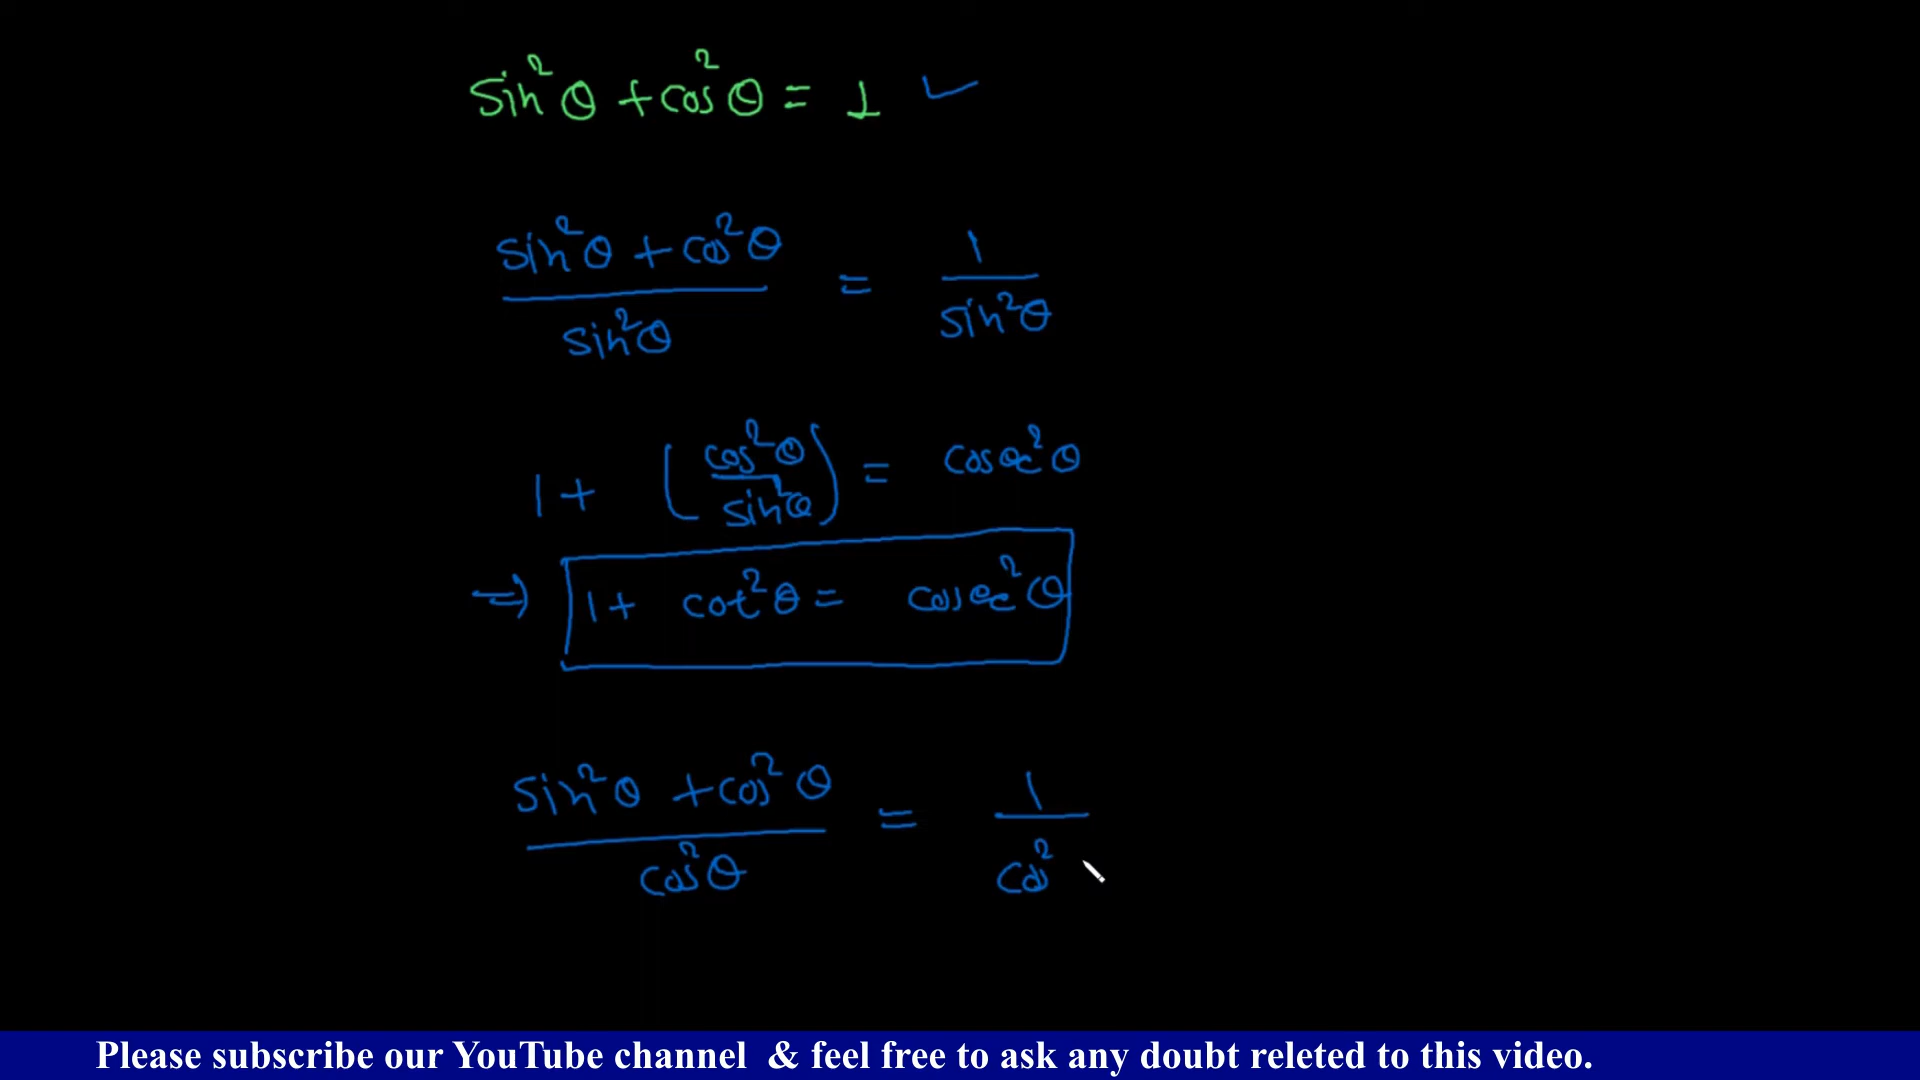 sin²θ + cos²θ = 1 ✓
sin²θ + cos²θ / sin²θ = 1 / sin²θ
1 + (cos²θ / sin²θ) = cosec²θ
⇒ 1 + cot²θ = cosec²θ
sin²θ + cos²θ / cos²θ = 1 / cos²
Please subscribe our YouTube channel & feel free to ask any doubt releted to this video.